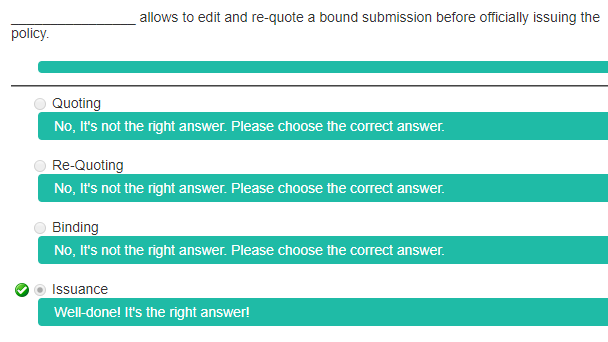 ________________ allows to edit and re-quote a bound submission before officially issuing the
policy.
Quoting
No, It's not the right answer. Please choose the correct answer.
Re-Quoting
No, It's not the right answer. Please choose the correct answer.
Binding
No, It's not the right answer. Please choose the correct answer.
Issuance
Well-done! It's the right answer!